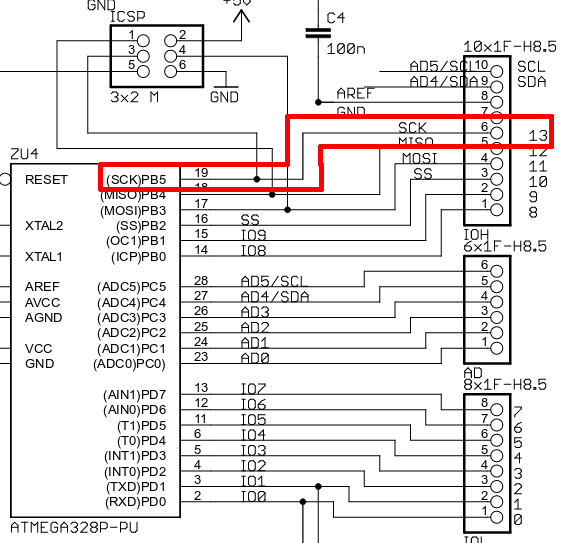 GND
+5V
ICSP
1 2
3 4
5 6
3x2 M
GND
C4
100n
10x1F-H8.5
AD5/SCL 10 SCL
AD4/SDA 9 SDA
AREF 8
GND 7
SCK 6 13
MISO 5 12
MOSI 4 11
SS 3 10
2 9
1 8
IOH
ZU4
RESET (SCK)PB5 19
(MISO)PB4 18
(MOSI)PB3 17
XTAL2 (SS)PB2 16 SS
(OC1)PB1 15 IO9
XTAL1 (ICP)PB0 14 IO8
6x1F-H8.5
AREF (ADC5)PC5 28 AD5/SCL 6
AVCC (ADC4)PC4 27 AD4/SDA 5
AGND (ADC3)PC3 26 AD3 4
(ADC2)PC2 25 AD2 3
VCC (ADC1)PC1 24 AD1 2
GND (ADC0)PC0) 23 AD0 1
AD
8x1F-H8.5
(AIN1)PD7 13 IO7 8 7
(AIN0)PD6 12 IO6 7 6
(T1)PD5 11 IO5 6 5
(T0)PD4 6 IO4 5 4
(INT1)PD3 5 IO3 4 3
(INT0)PD2 4 IO2 3 2
(TXD)PD1 3 IO1 2 1
(RXD)PD0 2 IO0 1 0
ATMEGA328P-PU
IOL